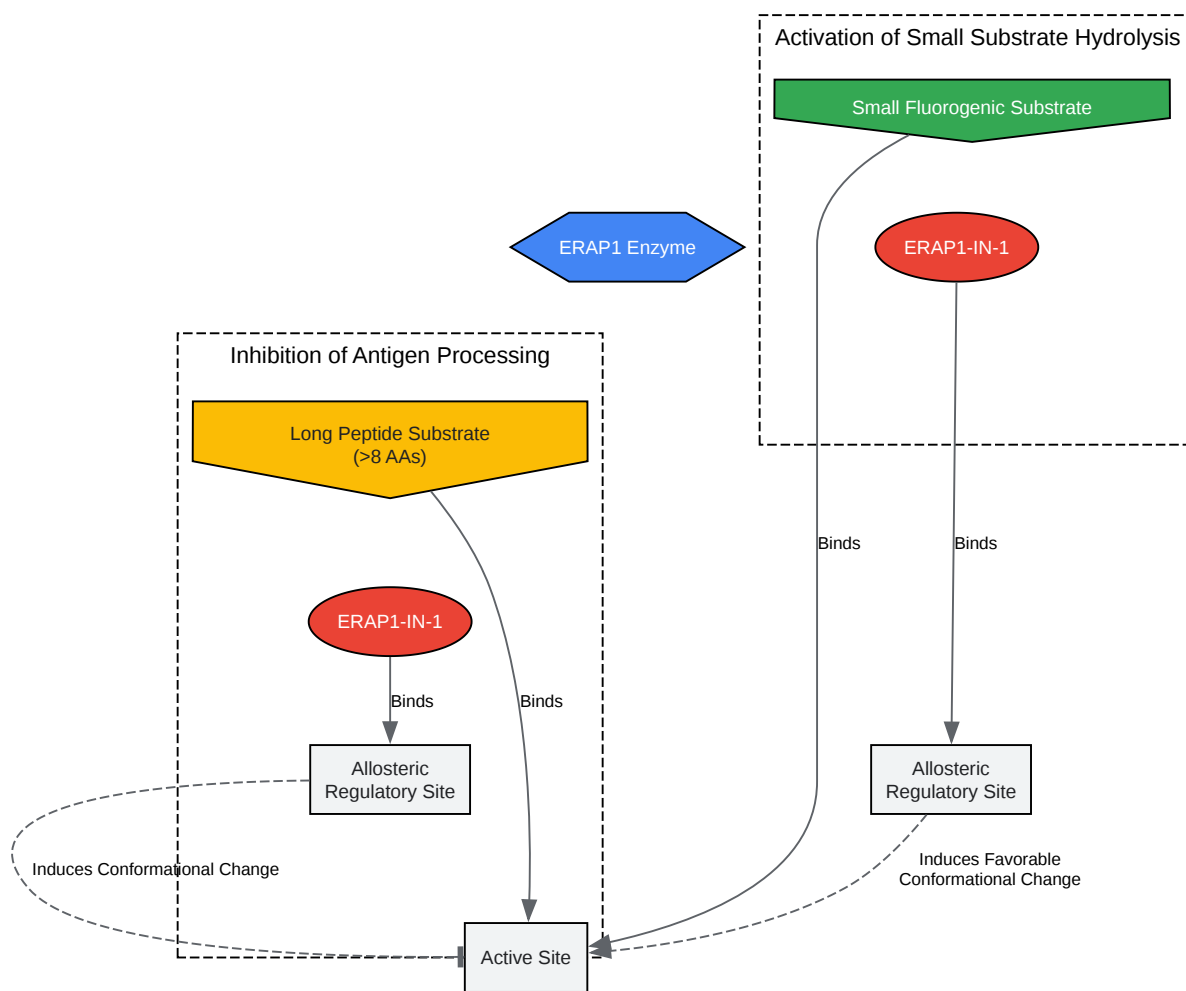 Activation of Small Substrate Hydrolysis
Small Fluorogenic Substrate
ERAP1 Enzyme
ERAP1-IN-1
Inhibition of Antigen Processing
Long Peptide Substrate
(>8 AAs)
Binds
Binds
ERAP1-IN-1
Binds
Binds
Allosteric
Regulatory Site
Allosteric
Regulatory Site
Induces Conformational Change
Induces Favorable
Conformational Change
Active Site